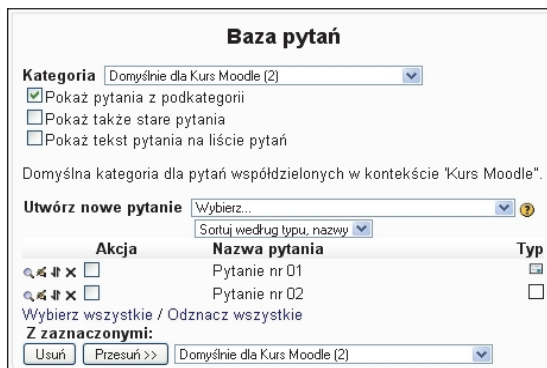 Baza pytań
Kategoria Domyślnie dla Kurs Moodle (2)
Pokaż pytania z podkategorii
Pokaż także stare pytania
Pokaż tekst pytania na liście pytań
Domyślna kategoria dla pytań współdzielonych w kontekście 'Kurs Moodle".
Utwórz nowe pytanie Wybierz...
Sortuj według typu, nazwy
Akcja Nazwa pytania Typ
Pytanie nr 01
Pytanie nr 02
Wybierz wszystkie / Odznacz wszystkie
Z zaznaczonymi:
Usuń Przesuń >> Domyślnie dla Kurs Moodle (2)